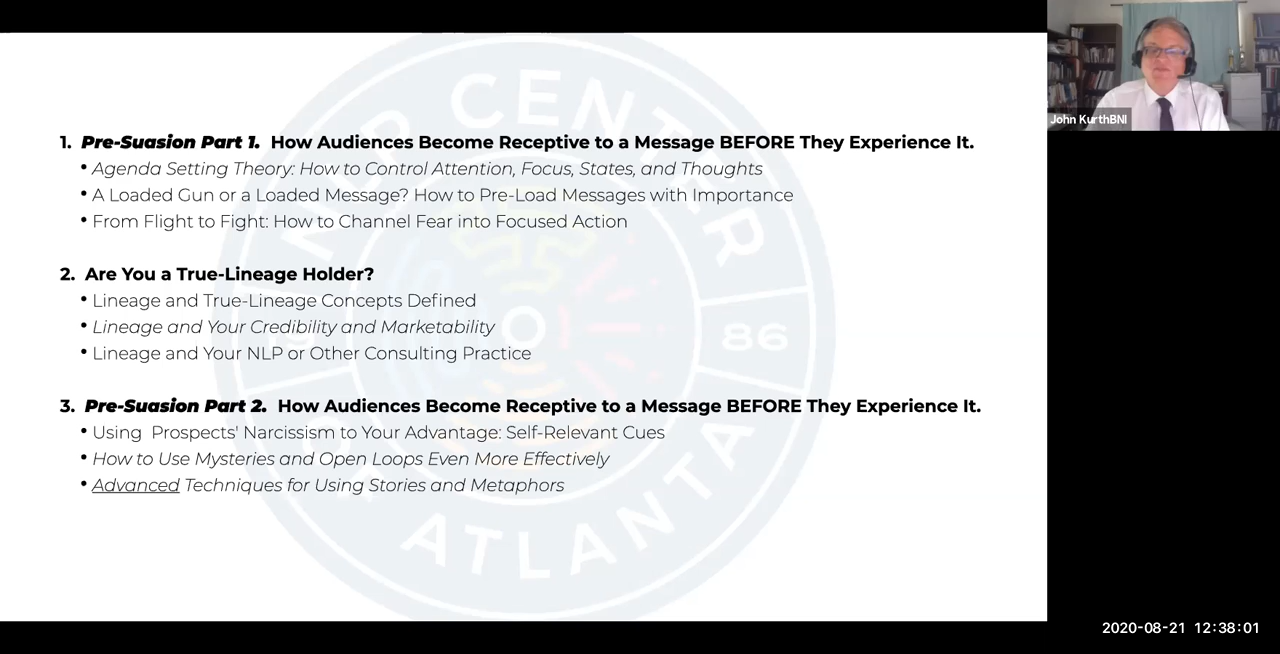 1. Pre-Suasion Part 1. How Audiences Become Receptive to a Message BEFORE They Experience It.
• Agenda Setting Theory: How to Control Attention, Focus, States, and Thoughts
• A Loaded Gun or a Loaded Message? How to Pre-Load Messages with Importance
• From Flight to Fight: How to Channel Fear into Focused Action
2. Are You a True-Lineage Holder?
• Lineage and True-Lineage Concepts Defined
• Lineage and Your Credibility and Marketability
• Lineage and Your NLP or Other Consulting Practice
3. Pre-Suasion Part 2. How Audiences Become Receptive to a Message BEFORE They Experience It.
• Using Prospects' Narcissism to Your Advantage: Self-Relevant Cues
• How to Use Mysteries and Open Loops Even More Effectively
• Advanced Techniques for Using Stories and Metaphors
NLP CENTER
OF ATLANTA
19
86
John KurthBNI
2020-08-21 12:38:01